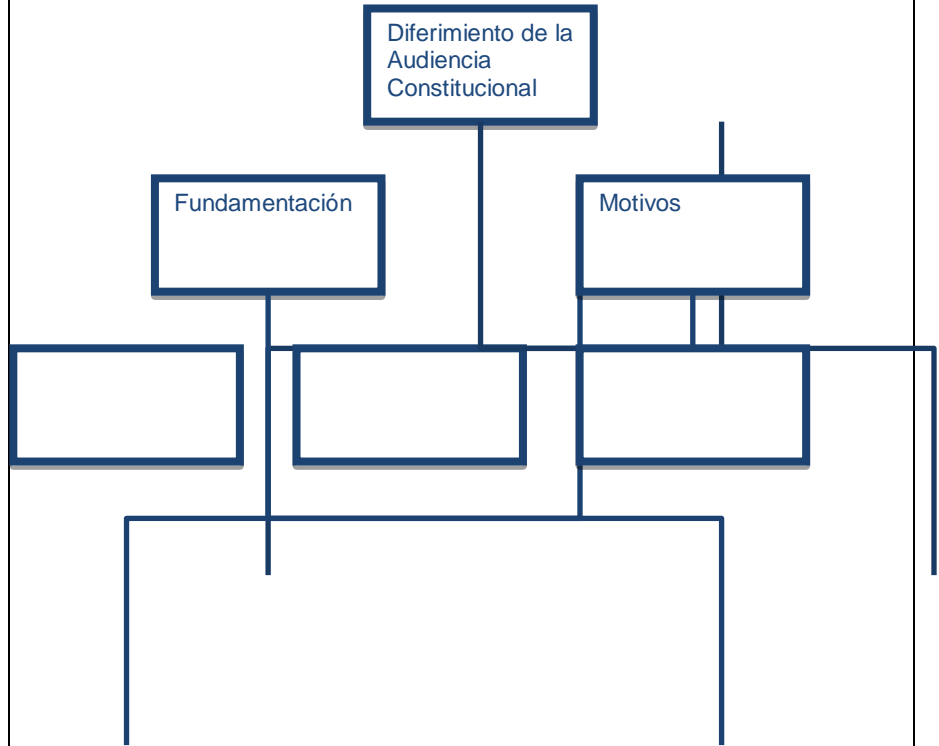 Diferimiento de la
Audiencia
Constitucional
Fundamentación
Motivos